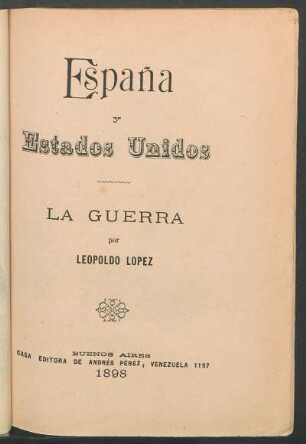 España
y
Estados Unidos
LA GUERRA
por
LEOPOLDO LOPEZ
BUENOS AIRES
CASA EDITORA DE ANDRÉS PÉREZ, VENEZUELA 1197
1898